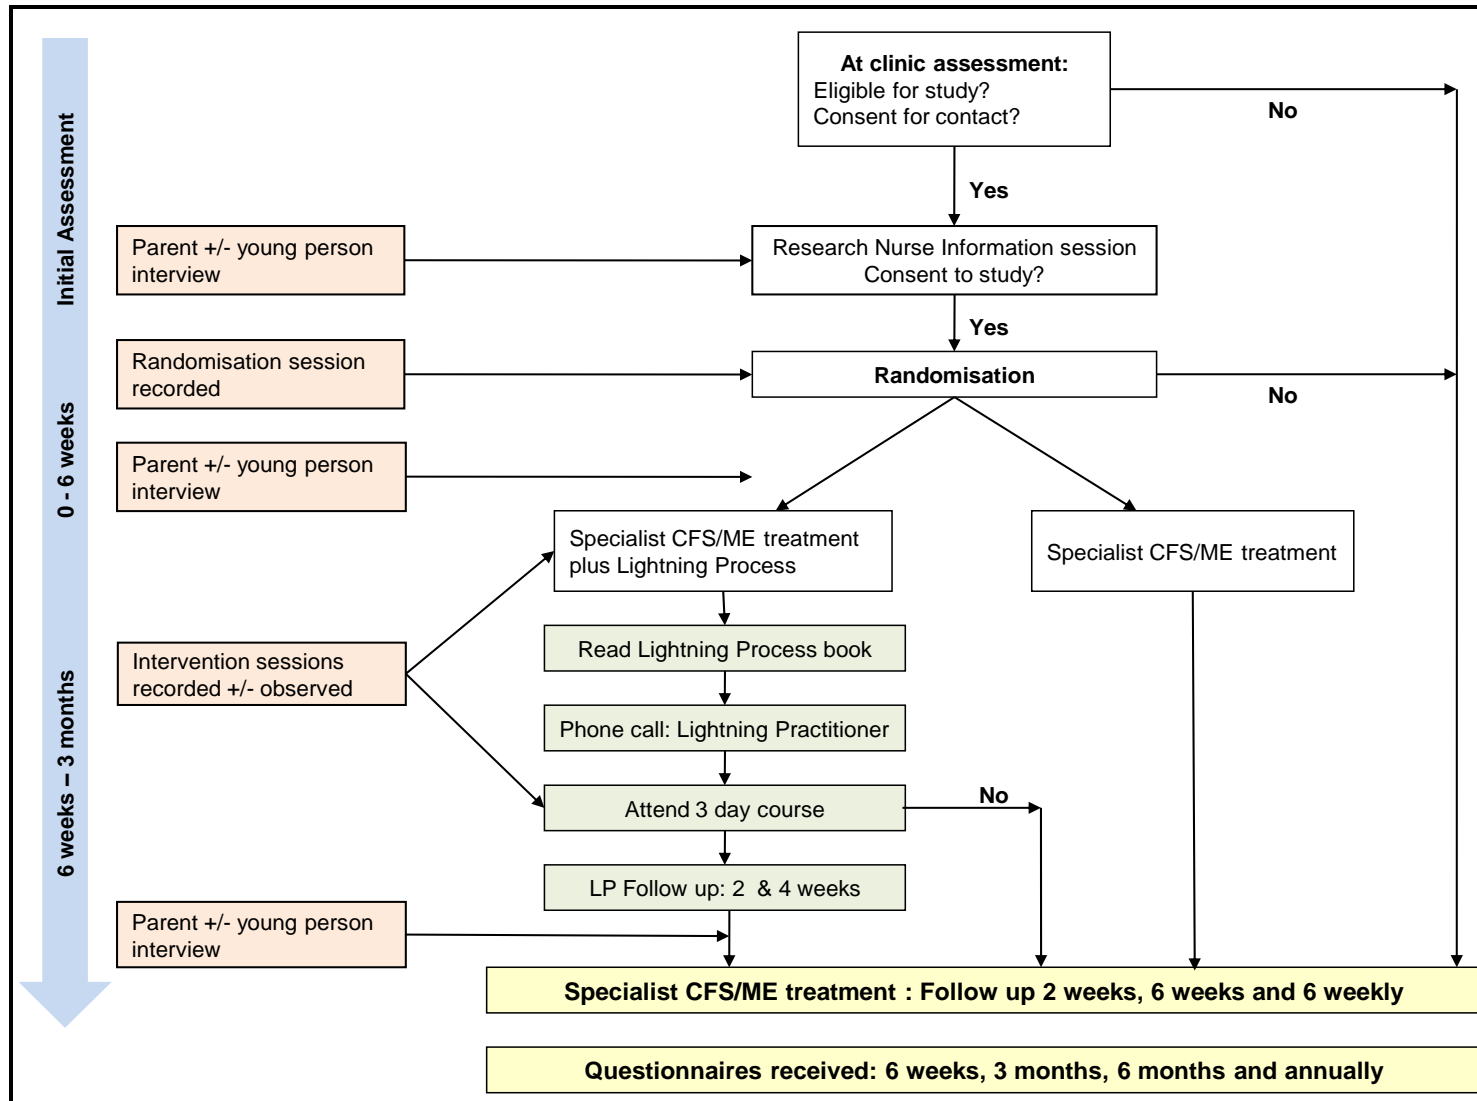 At clinic assessment:
Eligible for study?
Consent for contact?
No
Yes
Initial Assessment
Parent +/- young person
interview
Research Nurse Information session
Consent to study?
Yes
Randomisation session
recorded
Randomisation
No
0 - 6 weeks
Parent +/- young person
interview
Specialist CFS/ME treatment
plus Lightning Process
Specialist CFS/ME treatment
Read Lightning Process book
Intervention sessions
recorded +/- observed
Phone call: Lightning Practitioner
6 weeks – 3 months
Attend 3 day course
No
LP Follow up: 2 & 4 weeks
Parent +/- young person
interview
Specialist CFS/ME treatment : Follow up 2 weeks, 6 weeks and 6 weekly
Questionnaires received: 6 weeks, 3 months, 6 months and annually